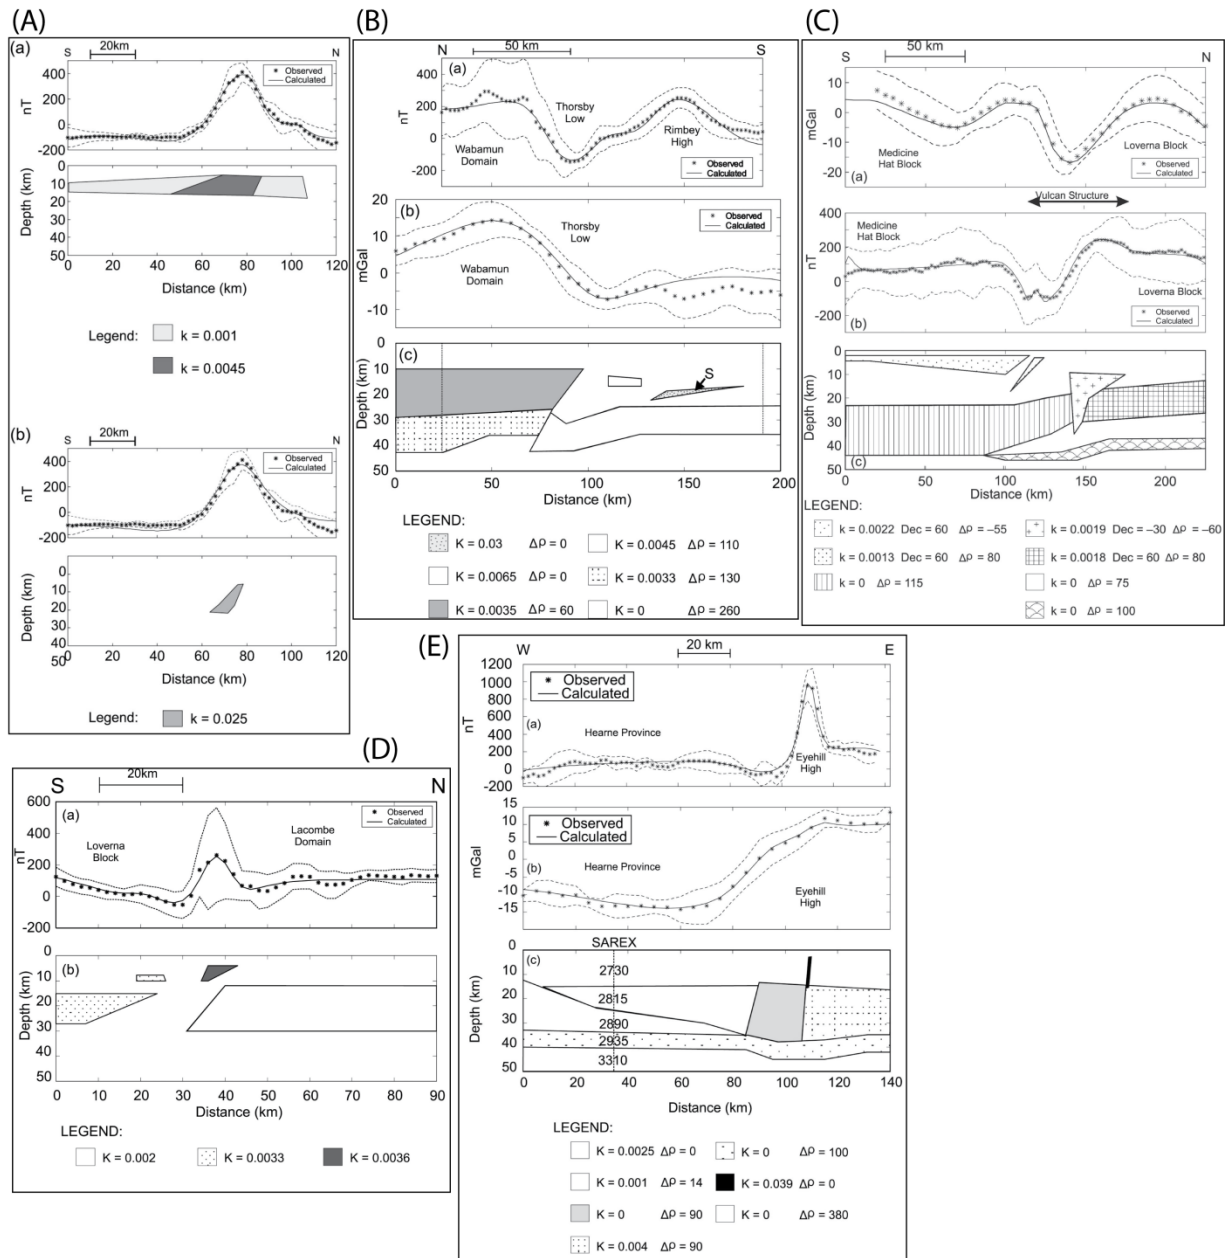 (A)
(a)
20km
S
N
400
200
0
-200
nT
Observed
Calculated
0
10
20
30
40
50
Depth (km)
0 20 40 60 80 100 120
Distance (km)
Legend: k = 0.001
k = 0.0045
(b)
S
20km
N
400
200
0
-200
nT
Observed
Calculated
0
10
20
30
40
50
Depth (km)
0 20 40 60 80 100 120
Distance (km)
Legend: k = 0.025
(B)
N
50 km
S
(a)
400
200
0
-200
nT
Thorsby
Low
Wabamun
Domain
Rimbey
High
Observed
Calculated
(b)
20
10
0
-10
mGal
Thorsby
Low
Wabamun
Domain
Observed
Calculated
(c)
S
0
10
20
30
40
50
Depth (km)
0 50 100 150 200
Distance (km)
LEGEND:
K = 0.03 Δρ = 0
K = 0.0045 Δρ = 110
K = 0.0065 Δρ = 0
K = 0.0033 Δρ = 130
K = 0.0035 Δρ = 60
K = 0 Δρ = 260
(C)
50 km
S
N
10
0
-10
20
mGal
Medicine
Hat Block
Loverna Block
Observed
Calculated
(a)
Vulcan Structure
400
200
0
-200
nT
Medicine
Hat Block
Loverna Block
Observed
Calculated
(b)
0
10
20
30
40
50
Depth (km)
(c)
0 50 100 150 200
Distance (km)
k = 0.0022 Dec = 60 Δρ = –55
k = 0.0019 Dec = –30 Δρ = –60
k = 0.0013 Dec = 60 Δρ = 80
k = 0.0018 Dec = 60 Δρ = 80
k = 0 Δρ = 115
k = 0 Δρ = 75
k = 0 Δρ = 100
(D)
20km
S
N
600
400
200
0
-200
nT
(a)
Loverna
Block
Lacombe
Domain
Observed
Calculated
0
10
20
30
40
50
Depth (km)
(b)
0 10 20 30 40 50 60 70 80 90
Distance (km)
LEGEND:
K = 0.002 K = 0.0033 K = 0.0036
(E)
W
20 km
E
1200
1000
800
600
400
200
0
-200
nT
Observed
Calculated
(a)
Hearne Province
Eyehill
High
15
10
5
0
-5
-10
-15
mGal
Observed
Calculated
(b)
Hearne Province
Eyehill
High
SAREX
0
10
20
30
40
50
Depth (km)
(c)
2730
2815
2890
2935
3310
0 20 40 60 80 100 120 140
Distance (km)
LEGEND:
K = 0.0025 Δρ = 0
K = 0 Δρ = 100
K = 0.001 Δρ = 14
K = 0.039 Δρ = 0
K = 0 Δρ = 90
K = 0 Δρ = 380
K = 0.004 Δρ = 90